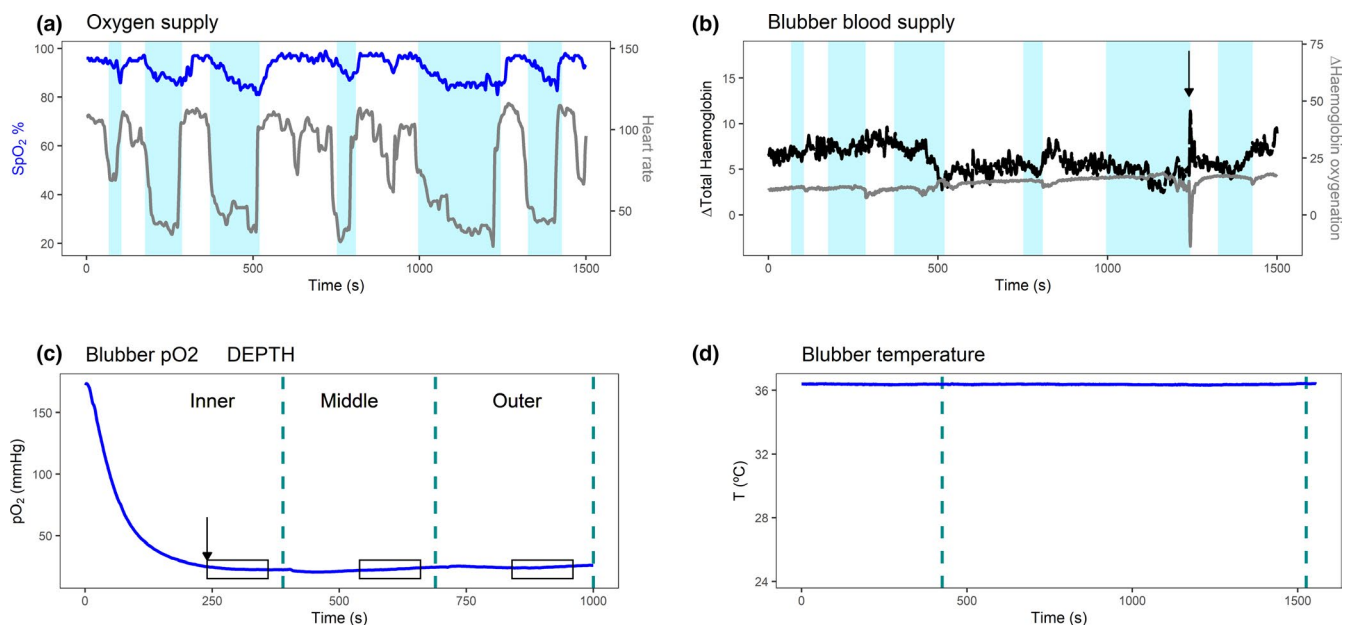 (a) Oxygen supply
100
80
60
40
20
SpO2 %
150
100
50
Heart rate
0 500 1000 1500
Time (s)
(b) Blubber blood supply
15
10
5
0
ΔTotal Haemoglobin
75
50
25
0
ΔHaemoglobin oxygenation
0 500 1000 1500
Time (s)
(c) Blubber pO2 DEPTH
Inner Middle Outer
150
100
50
pO2 (mmHg)
0 250 500 750 1000
Time (s)
(d) Blubber temperature
36
32
28
24
T (ºC)
0 500 1000 1500
Time (s)